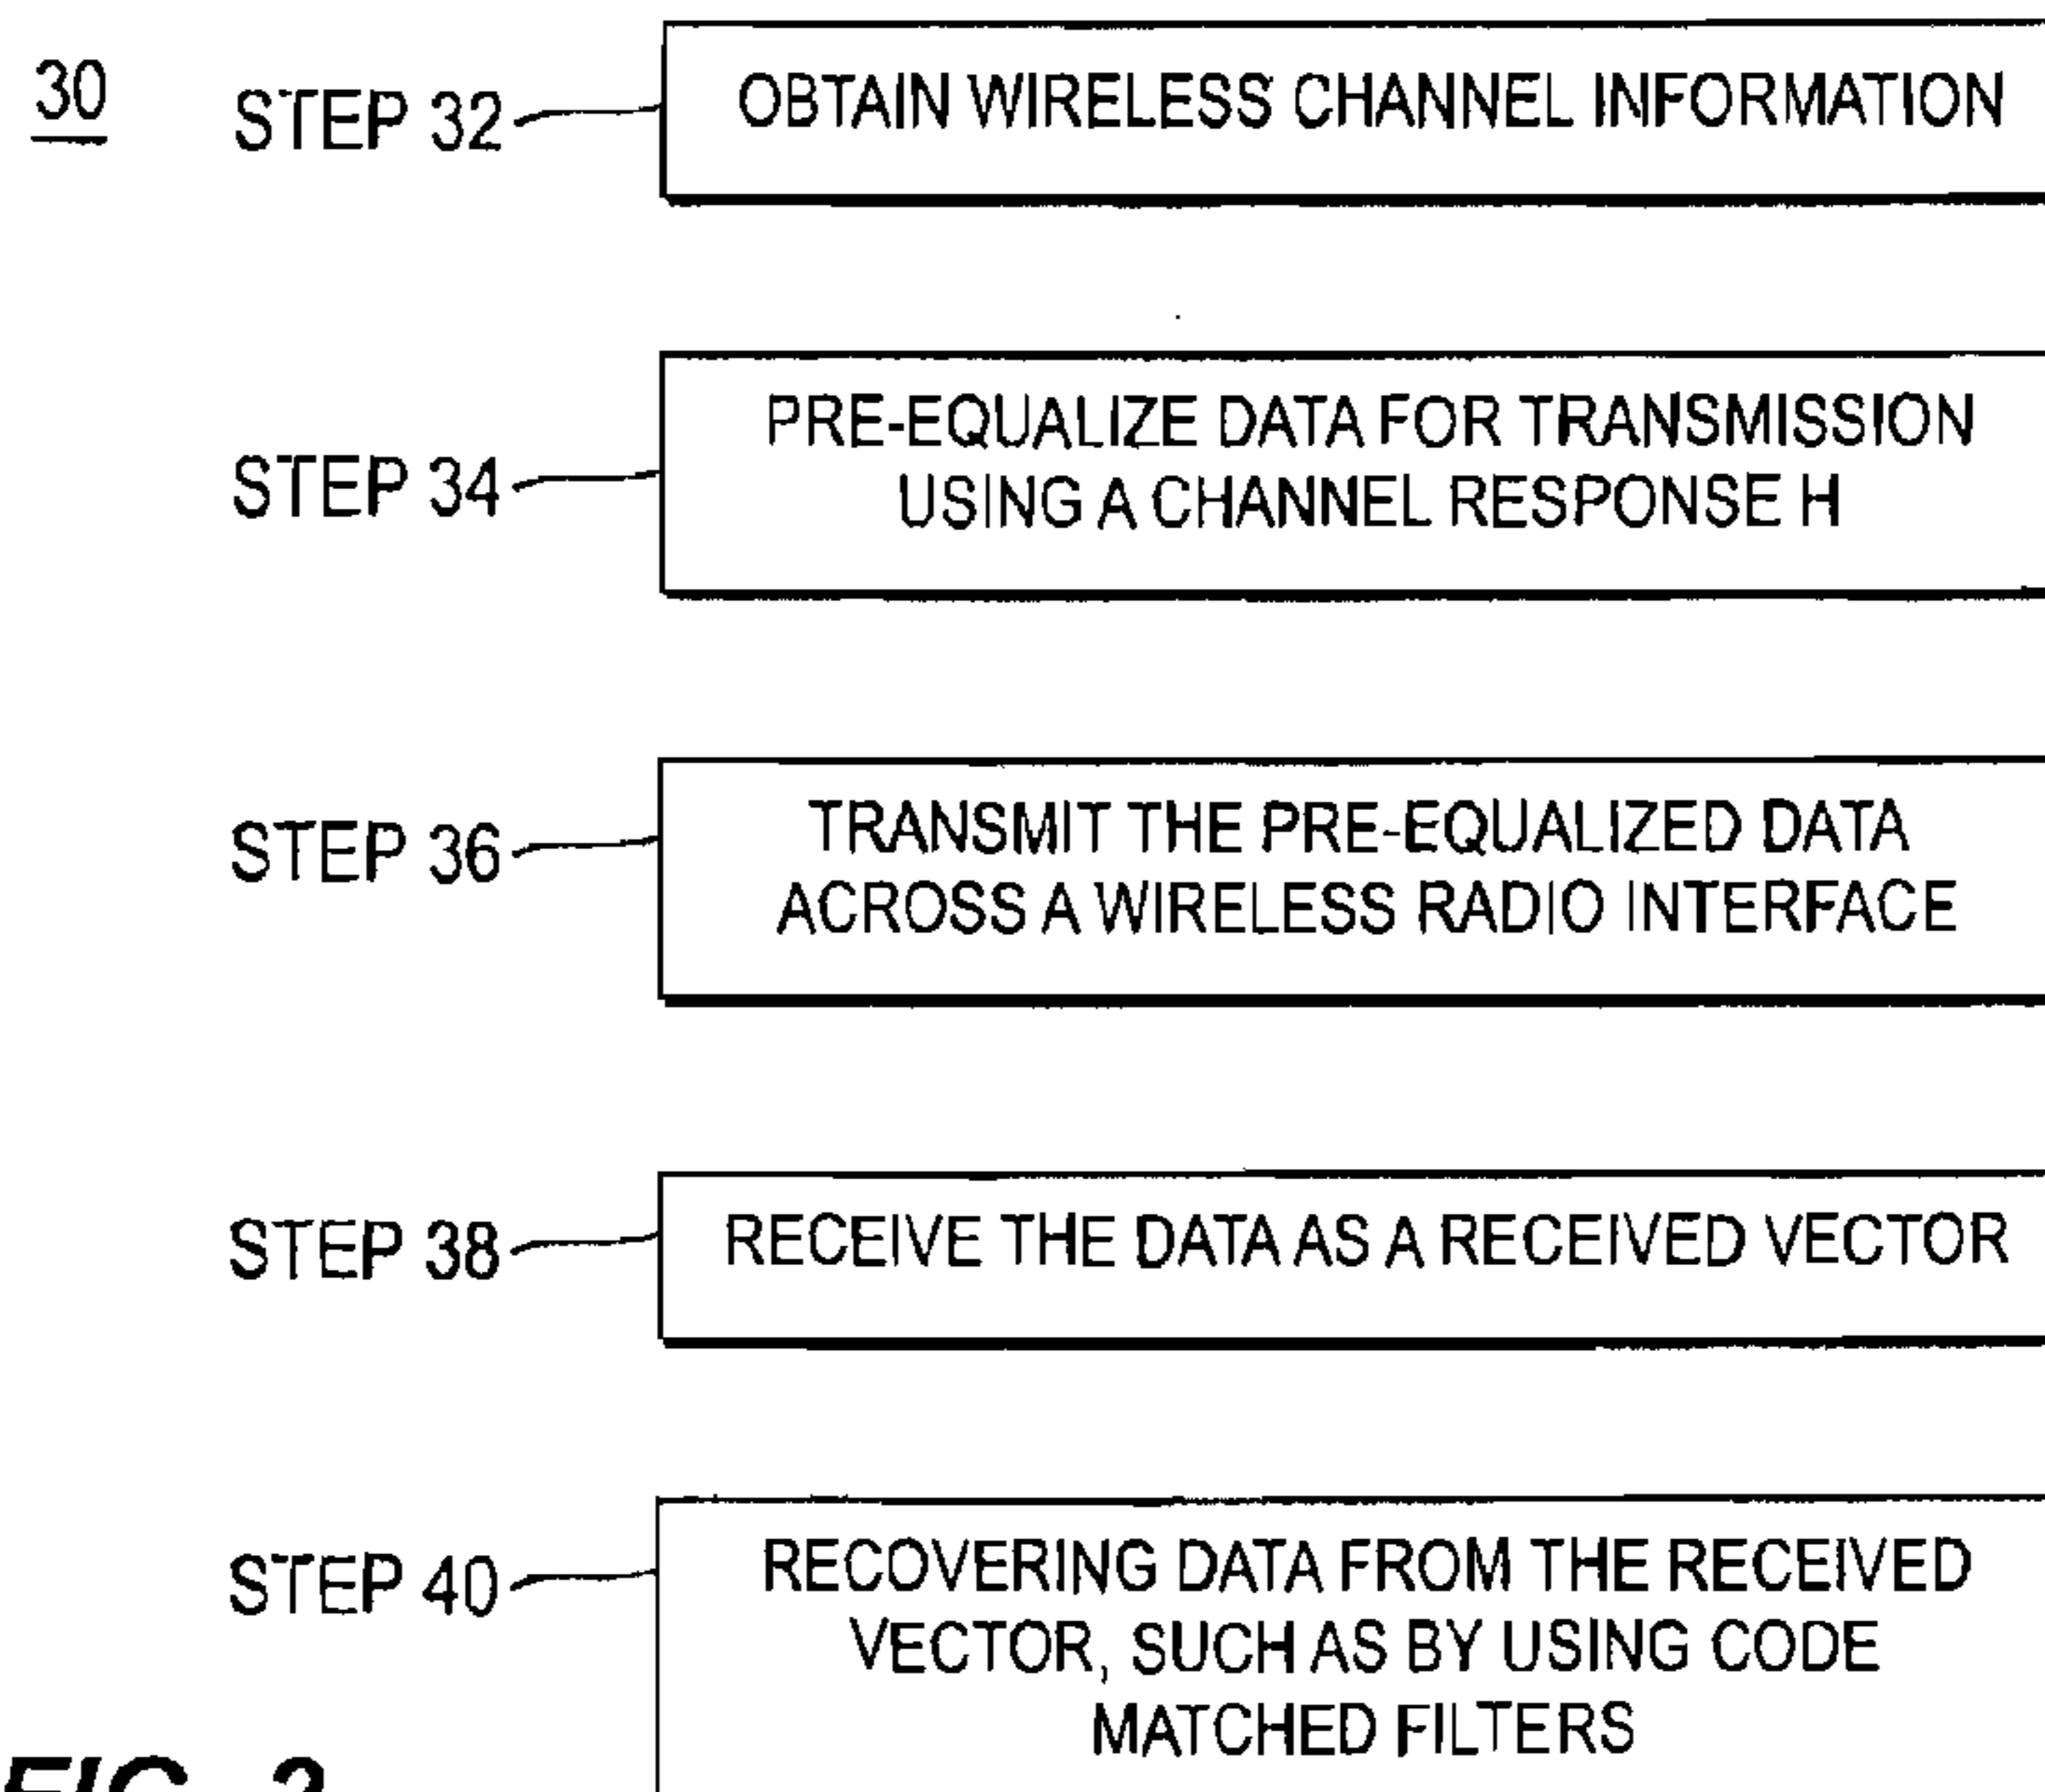 30
STEP 32
OBTAIN WIRELESS CHANNEL INFORMATION
STEP 34
PRE-EQUALIZE DATA FOR TRANSMISSION
USING A CHANNEL RESPONSE H
STEP 36
TRANSMIT THE PRE-EQUALIZED DATA
ACROSS A WIRELESS RADIO INTERFACE
STEP 38
RECEIVE THE DATA AS A RECEIVED VECTOR
STEP 40
RECOVERING DATA FROM THE RECEIVED
VECTOR, SUCH AS BY USING CODE
MATCHED FILTERS
FIG.